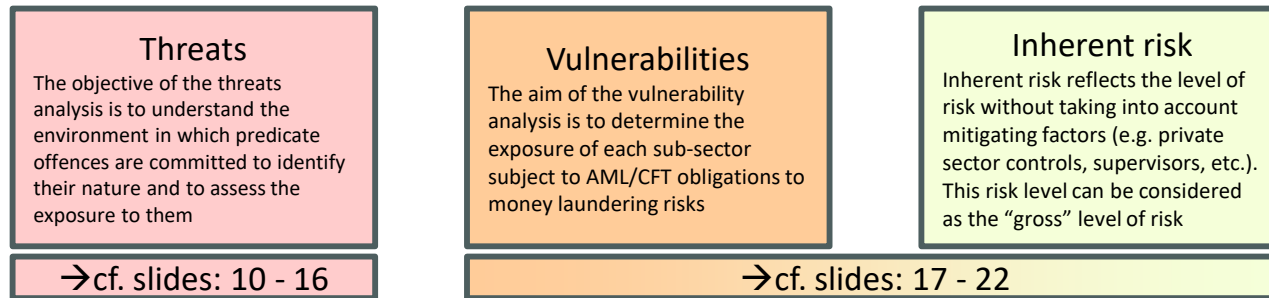 Threats
The objective of the threats
analysis is to understand the
environment in which predicate
offences are committed to identify
their nature and to assess the
exposure to them
→cf. slides: 10 - 16
Vulnerabilities
The aim of the vulnerability
analysis is to determine the
exposure of each sub-sector
subject to AML/CFT obligations to
money laundering risks
Inherent risk
Inherent risk reflects the level of
risk without taking into account
mitigating factors (e.g. private
sector controls, supervisors, etc.).
This risk level can be considered
as the “gross” level of risk
→cf. slides: 17 - 22